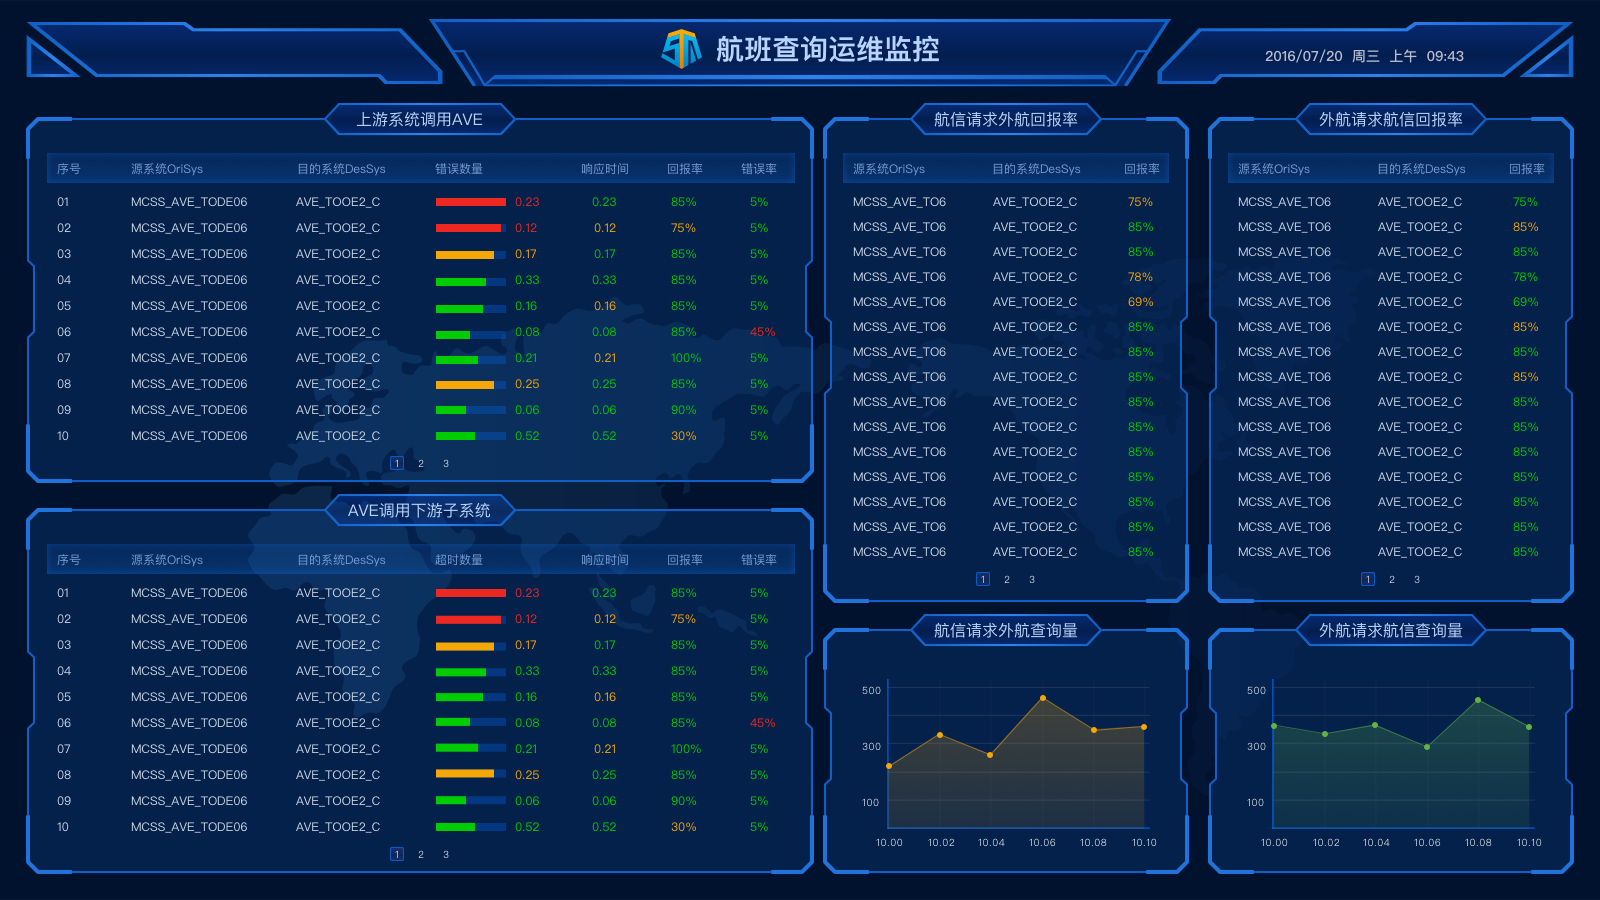 航班查询运维监控
2016/07/20 周三 上午 09:43
上游系统调用AVE
序号 源系统OriSys 目的系统DesSys 错误数量 响应时间 回报率 错误率
01 MCSS_AVE_TODE06 AVE_TOOE2_C 0.23 0.23 85% 5%
02 MCSS_AVE_TODE06 AVE_TOOE2_C 0.12 0.12 75% 5%
03 MCSS_AVE_TODE06 AVE_TOOE2_C 0.17 0.17 85% 5%
04 MCSS_AVE_TODE06 AVE_TOOE2_C 0.33 0.33 85% 5%
05 MCSS_AVE_TODE06 AVE_TOOE2_C 0.16 0.16 85% 5%
06 MCSS_AVE_TODE06 AVE_TOOE2_C 0.08 0.08 85% 45%
07 MCSS_AVE_TODE06 AVE_TOOE2_C 0.21 0.21 100% 5%
08 MCSS_AVE_TODE06 AVE_TOOE2_C 0.25 0.25 85% 5%
09 MCSS_AVE_TODE06 AVE_TOOE2_C 0.06 0.06 90% 5%
10 MCSS_AVE_TODE06 AVE_TOOE2_C 0.52 0.52 30% 5%
1 2 3
AVE调用下游子系统
序号 源系统OriSys 目的系统DesSys 超时数量 响应时间 回报率 错误率
01 MCSS_AVE_TODE06 AVE_TOOE2_C 0.23 0.23 85% 5%
02 MCSS_AVE_TODE06 AVE_TOOE2_C 0.12 0.12 75% 5%
03 MCSS_AVE_TODE06 AVE_TOOE2_C 0.17 0.17 85% 5%
04 MCSS_AVE_TODE06 AVE_TOOE2_C 0.33 0.33 85% 5%
05 MCSS_AVE_TODE06 AVE_TOOE2_C 0.16 0.16 85% 5%
06 MCSS_AVE_TODE06 AVE_TOOE2_C 0.08 0.08 85% 45%
07 MCSS_AVE_TODE06 AVE_TOOE2_C 0.21 0.21 100% 5%
08 MCSS_AVE_TODE06 AVE_TOOE2_C 0.25 0.25 85% 5%
09 MCSS_AVE_TODE06 AVE_TOOE2_C 0.06 0.06 90% 5%
10 MCSS_AVE_TODE06 AVE_TOOE2_C 0.52 0.52 30% 5%
1 2 3
航信请求外航回报率
源系统OriSys 目的系统DesSys 回报率
MCSS_AVE_TO6 AVE_TOOE2_C 75%
MCSS_AVE_TO6 AVE_TOOE2_C 85%
MCSS_AVE_TO6 AVE_TOOE2_C 85%
MCSS_AVE_TO6 AVE_TOOE2_C 78%
MCSS_AVE_TO6 AVE_TOOE2_C 69%
MCSS_AVE_TO6 AVE_TOOE2_C 85%
MCSS_AVE_TO6 AVE_TOOE2_C 85%
MCSS_AVE_TO6 AVE_TOOE2_C 85%
MCSS_AVE_TO6 AVE_TOOE2_C 85%
MCSS_AVE_TO6 AVE_TOOE2_C 85%
MCSS_AVE_TO6 AVE_TOOE2_C 85%
MCSS_AVE_TO6 AVE_TOOE2_C 85%
MCSS_AVE_TO6 AVE_TOOE2_C 85%
MCSS_AVE_TO6 AVE_TOOE2_C 85%
MCSS_AVE_TO6 AVE_TOOE2_C 85%
1 2 3
外航请求航信回报率
源系统OriSys 目的系统DesSys 回报率
MCSS_AVE_TO6 AVE_TOOE2_C 75%
MCSS_AVE_TO6 AVE_TOOE2_C 85%
MCSS_AVE_TO6 AVE_TOOE2_C 85%
MCSS_AVE_TO6 AVE_TOOE2_C 78%
MCSS_AVE_TO6 AVE_TOOE2_C 69%
MCSS_AVE_TO6 AVE_TOOE2_C 85%
MCSS_AVE_TO6 AVE_TOOE2_C 85%
MCSS_AVE_TO6 AVE_TOOE2_C 85%
MCSS_AVE_TO6 AVE_TOOE2_C 85%
MCSS_AVE_TO6 AVE_TOOE2_C 85%
MCSS_AVE_TO6 AVE_TOOE2_C 85%
MCSS_AVE_TO6 AVE_TOOE2_C 85%
MCSS_AVE_TO6 AVE_TOOE2_C 85%
MCSS_AVE_TO6 AVE_TOOE2_C 85%
MCSS_AVE_TO6 AVE_TOOE2_C 85%
1 2 3
航信请求外航查询量
500
300
100
10.00 10.02 10.04 10.06 10.08 10.10
外航请求航信查询量
500
300
100
10.00 10.02 10.04 10.06 10.08 10.10